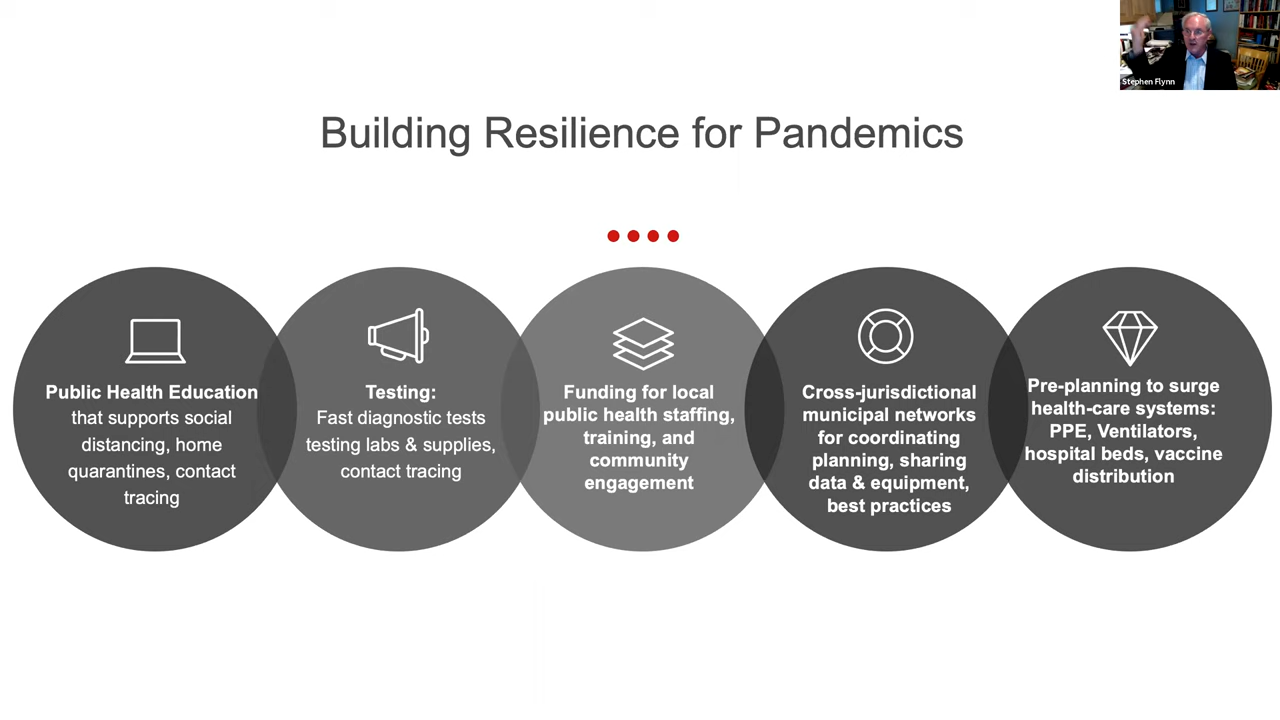 Stephen Flynn
Building Resilience for Pandemics
Public Health Education
that supports social
distancing, home
quarantines, contact
tracing
Testing:
Fast diagnostic tests
testing labs & supplies,
contact tracing
Funding for local
public health staffing,
training, and
community
engagement
Cross-jurisdictional
municipal networks
for coordinating
planning, sharing
data & equipment,
best practices
Pre-planning to surge
health-care systems:
PPE, Ventilators,
hospital beds, vaccine
distribution